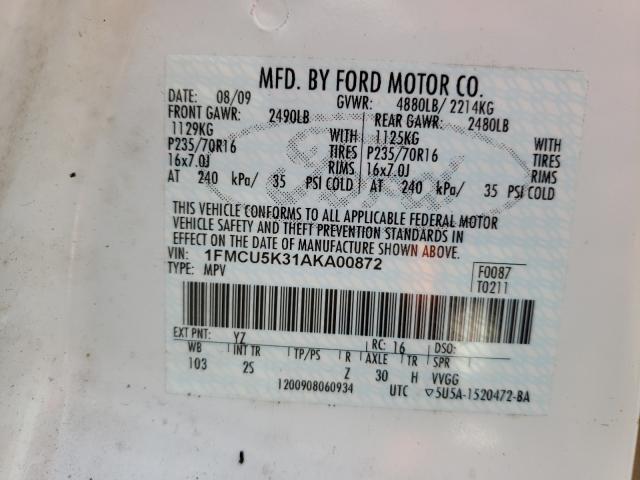 MFD. BY FORD MOTOR CO.
DATE: 08/09 GVWR: 4880LB/ 2214KG
FRONT GAWR: 2490LB REAR GAWR: 2480LB
1129KG WITH 1125KG WITH
P235/70R16 TIRES P235/70R16 TIRES
16x7.0J RIMS 16x7.0J RIMS
AT 240 kPa/ 35 PSI COLD AT 240 kPa/ 35 PSI COLD
Ford
THIS VEHICLE CONFORMS TO ALL APPLICABLE FEDERAL MOTOR
VEHICLE SAFETY AND THEFT PREVENTION STANDARDS IN
EFFECT ON THE DATE OF MANUFACTURE SHOWN ABOVE.
VIN: 1FMCU5K31AKA00872 F0087
TYPE: MPV T0211
EXT PNT: YZ RC: 16 DSO:
WB INT TR TP/PS R AXLE TR SPR
103 2S Z 30 H VVGG
1200908060934 UTC ▽5U5A-1520472-BA